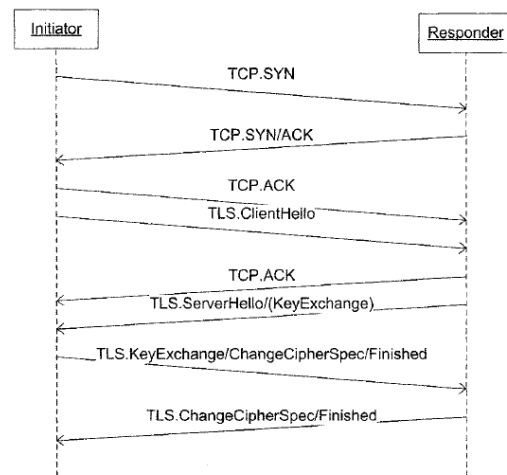 Initiator
Responder
TCP.SYN
TCP.SYN/ACK
TCP.ACK
TLS.ClientHello
TCP.ACK
TLS.ServerHello/(KeyExchange)
TLS.KeyExchange/ChangeCipherSpec/Finished
TLS.ChangeCipherSpec/Finished